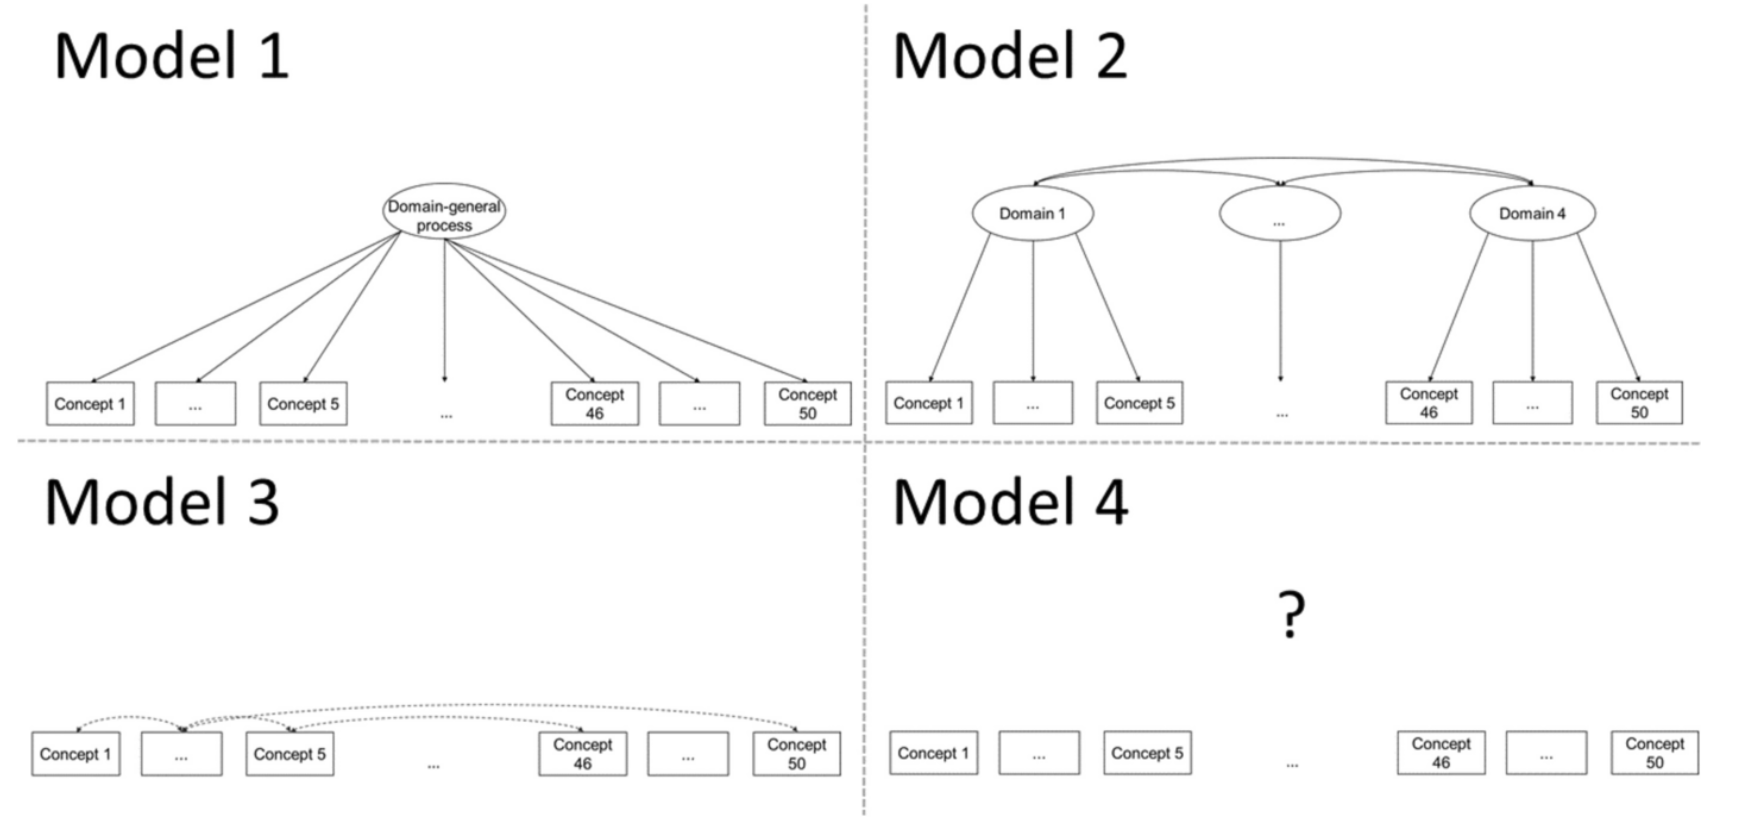 Model 1
Domain-general
process
Concept 1
...
Concept 5
...
Concept
46
...
Concept
50
Model 2
Domain 1
...
Domain 4
Concept 1
...
Concept 5
...
Concept
46
...
Concept
50
Model 3
Concept 1
...
Concept 5
...
Concept
46
...
Concept
50
Model 4
?
Concept 1
...
Concept 5
...
Concept
46
...
Concept
50